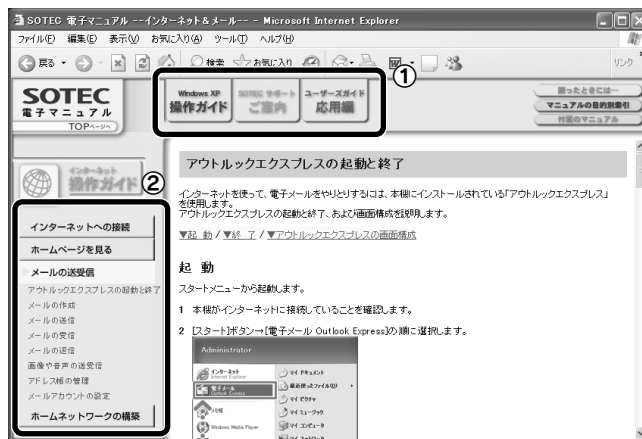 SOTEC 電子マニュアル --インターネット&メール-- - Microsoft Internet Explorer
ファイル(F) 編集(E) 表示(V) お気に入り(A) ツール(T) ヘルプ(H)
戻る 検索 お気に入り リンク
①
SOTEC
電子マニュアル
TOPページへ
Windows XP
操作ガイド
SOTEC サポート
ご案内
ユーザーズガイド
応用編
困ったときには…
マニュアルの目的別索引
付属のマニュアル
インターネット
操作ガイド
②
インターネットへの接続
ホームページを見る
メールの送受信
アウトルックエクスプレスの起動と終了
メールの作成
メールの送信
メールの受信
メールの返信
画像や音声の送受信
アドレス帳の管理
メールアカウントの設定
ホームネットワークの構築
アウトルックエクスプレスの起動と終了
インターネットを使って、電子メールをやりとりするには、本機にインストールされている「アウトルックエクスプレス」
を使用します。
アウトルックエクスプレスの起動と終了、および画面構成を説明します。
▼起 動 / ▼終 了 / ▼アウトルックエクスプレスの画面構成
起 動
スタートメニューから起動します。
1 本機がインターネットに接続していることを確認します。
2 [スタート]ボタン→[電子メール Outlook Express]の順に選択します。
Administrator
インターネット
Internet Explorer
電子メール
Outlook Express
メモ帳
Windows Media Player
マイ ドキュメント
最近使ったファイル(D)
マイ ピクチャ
マイ ミュージック
マイ コンピュータ
マイ ネットワーク